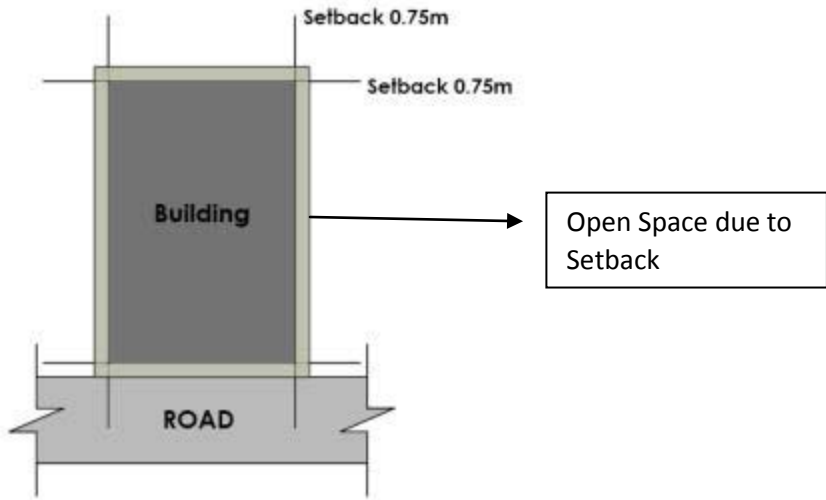 Setback 0.75m
Setback 0.75m
Building
Open Space due to
Setback
ROAD